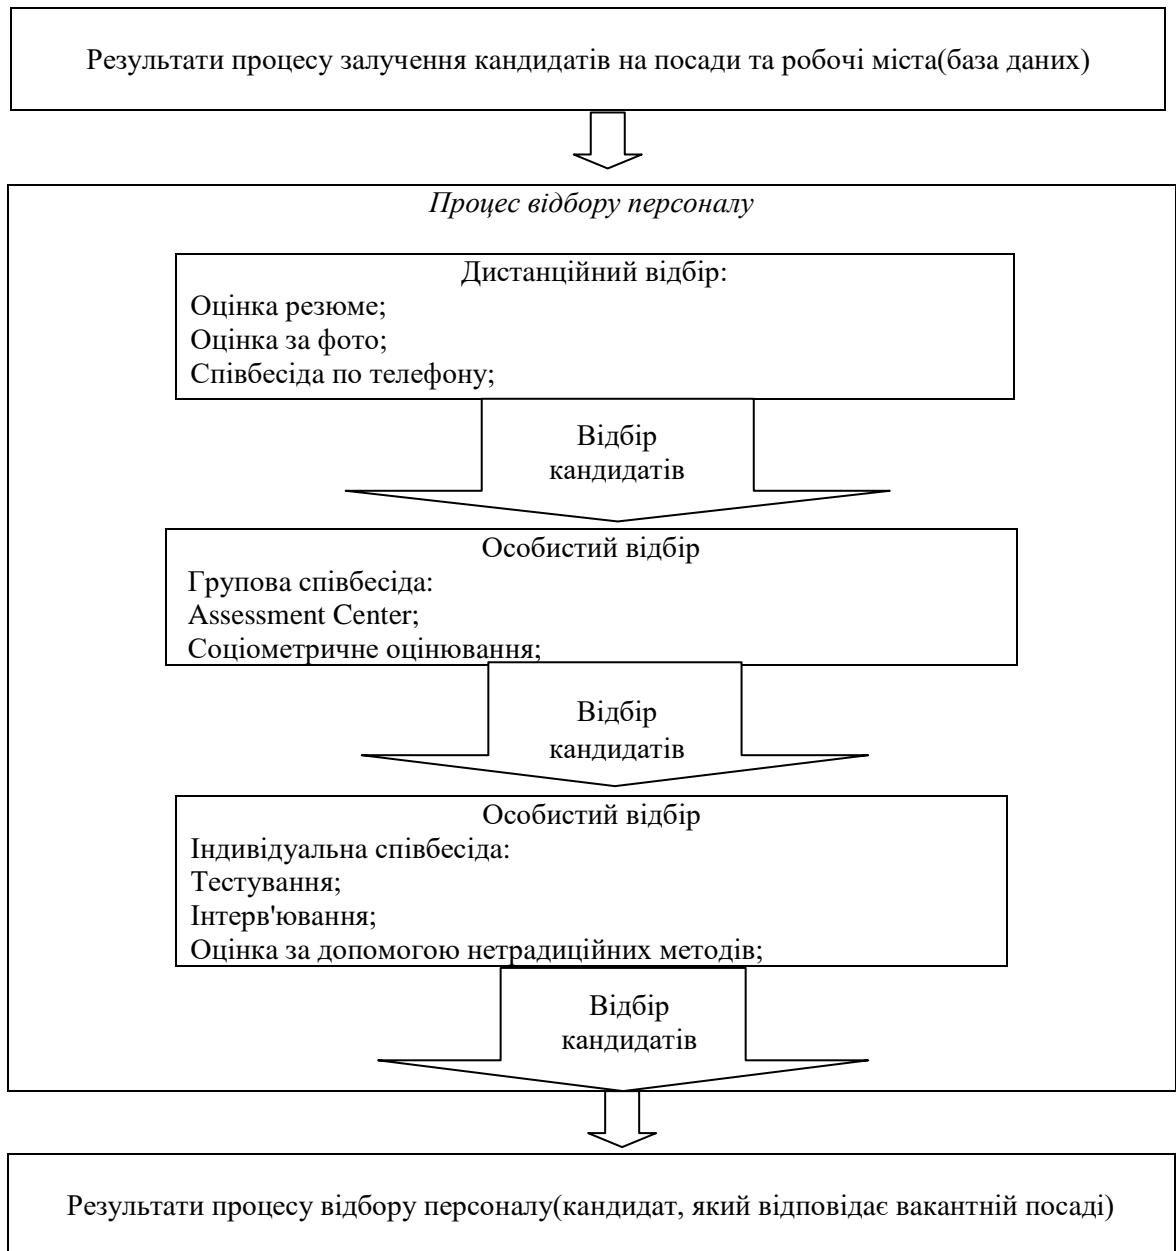 Результати процесу залучення кандидатів на посади та робочі міста(база даних)
Процес відбору персоналу
Дистанційний відбір:
Оцінка резюме;
Оцінка за фото;
Співбесіда по телефону;
Відбір
кандидатів
Особистий відбір
Групова співбесіда:
Assessment Center;
Соціометричне оцінювання;
Відбір
кандидатів
Особистий відбір
Індивідуальна співбесіда:
Тестування;
Інтерв'ювання;
Оцінка за допомогою нетрадиційних методів;
Відбір
кандидатів
Результати процесу відбору персоналу(кандидат, який відповідає вакантній посаді)